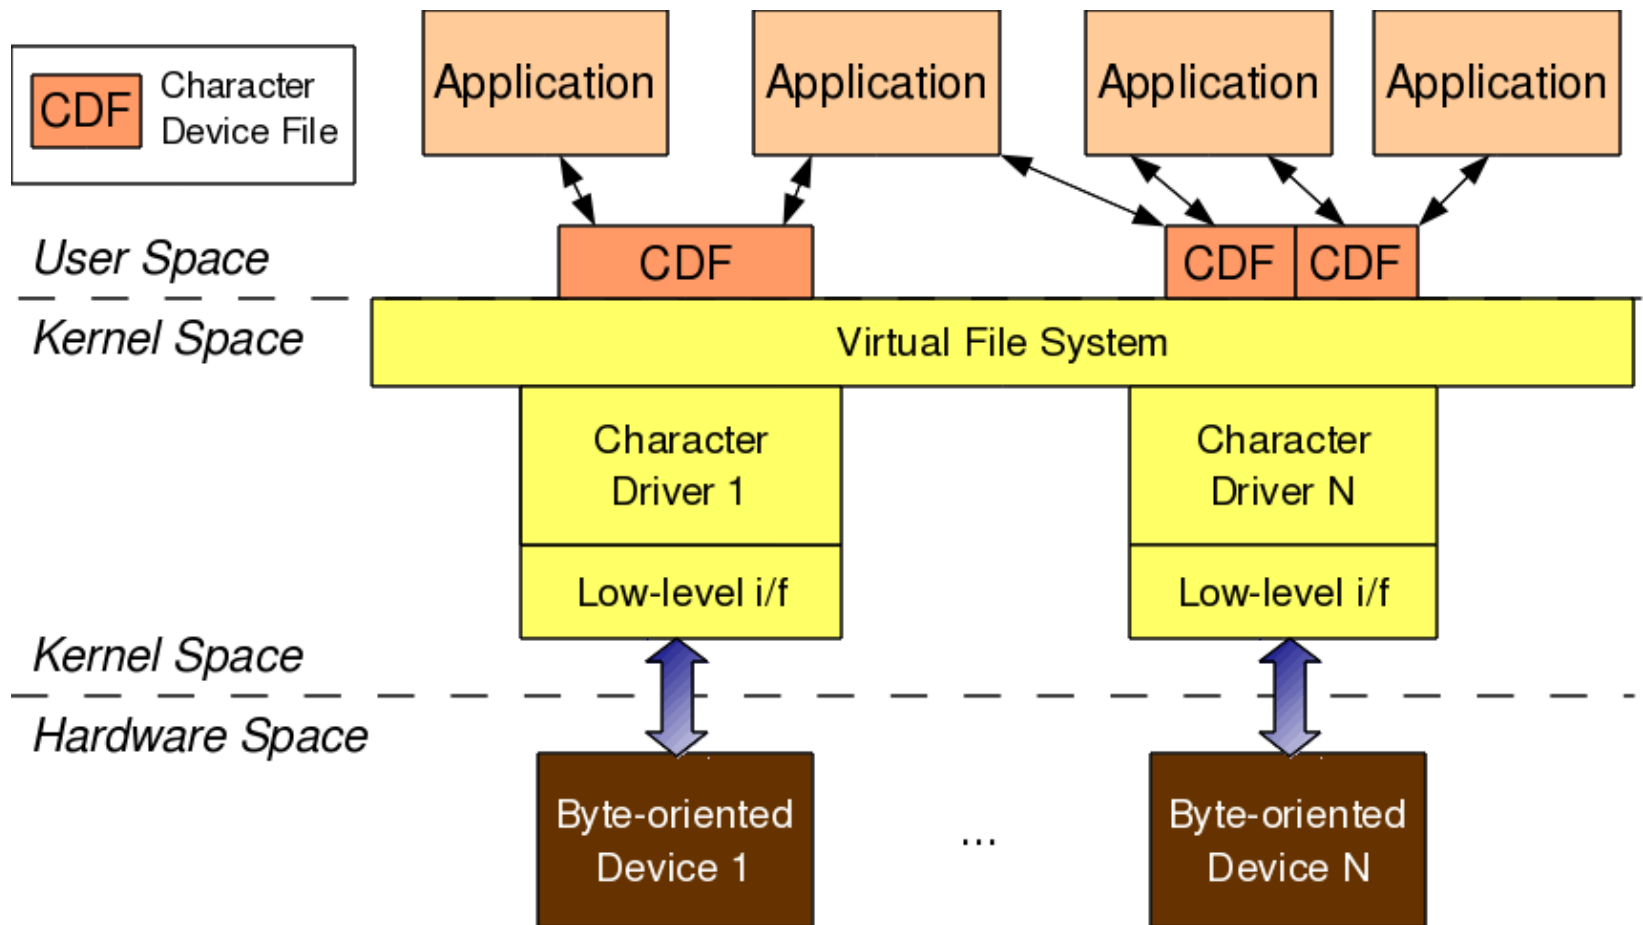 CDF
Character
Device File
Application
Application
Application
Application
User Space
CDF
CDF
CDF
Kernel Space
Virtual File System
Character
Driver 1
Character
Driver N
Low-level i/f
Low-level i/f
Kernel Space
Hardware Space
Byte-oriented
Device 1
...
Byte-oriented
Device N